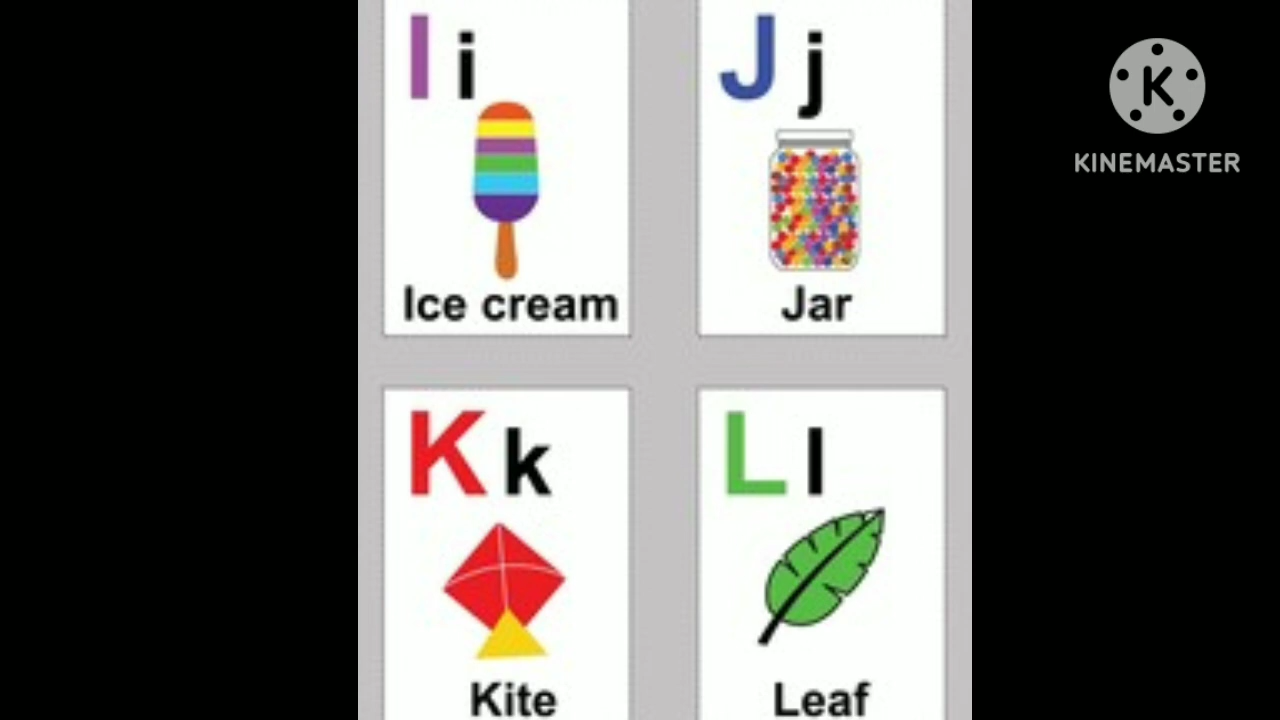 I i
J j
KINEMASTER
Ice cream
Jar
K k
L l
Kite
Leaf